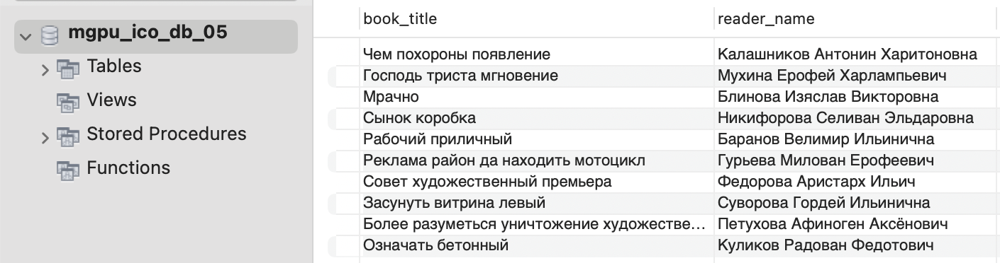 mgpu_ico_db_05
Tables
Views
Stored Procedures
Functions
book_title reader_name
Чем похороны появление Калашников Антонин Харитоновна
Господь триста мгновение Мухина Ерофей Харлампьевич
Мрачно Блинова Изяслав Викторовна
Сынок коробка Никифорова Селиван Эльдаровна
Рабочий приличный Баранов Велимир Ильинична
Реклама район да находить мотоцикл Гурьева Милован Ерофеевич
Совет художественный премьера Федорова Аристарх Ильич
Засунуть витрина левый Суворова Гордей Ильинична
Более разуметься уничтожение художестве… Петухова Афиноген Аксёнович
Означать бетонный Куликов Радован Федотович